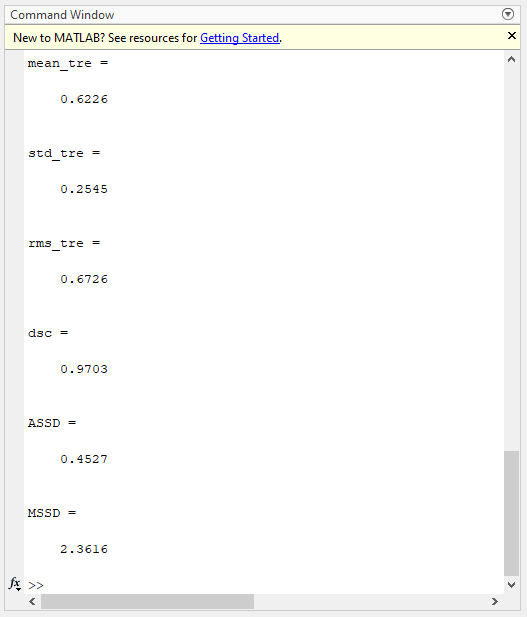 Command Window
New to MATLAB? See resources for Getting Started.
mean_tre =
0.6226
std_tre =
0.2545
rms_tre =
0.6726
dsc =
0.9703
ASSD =
0.4527
MSSD =
2.3616
fx >>